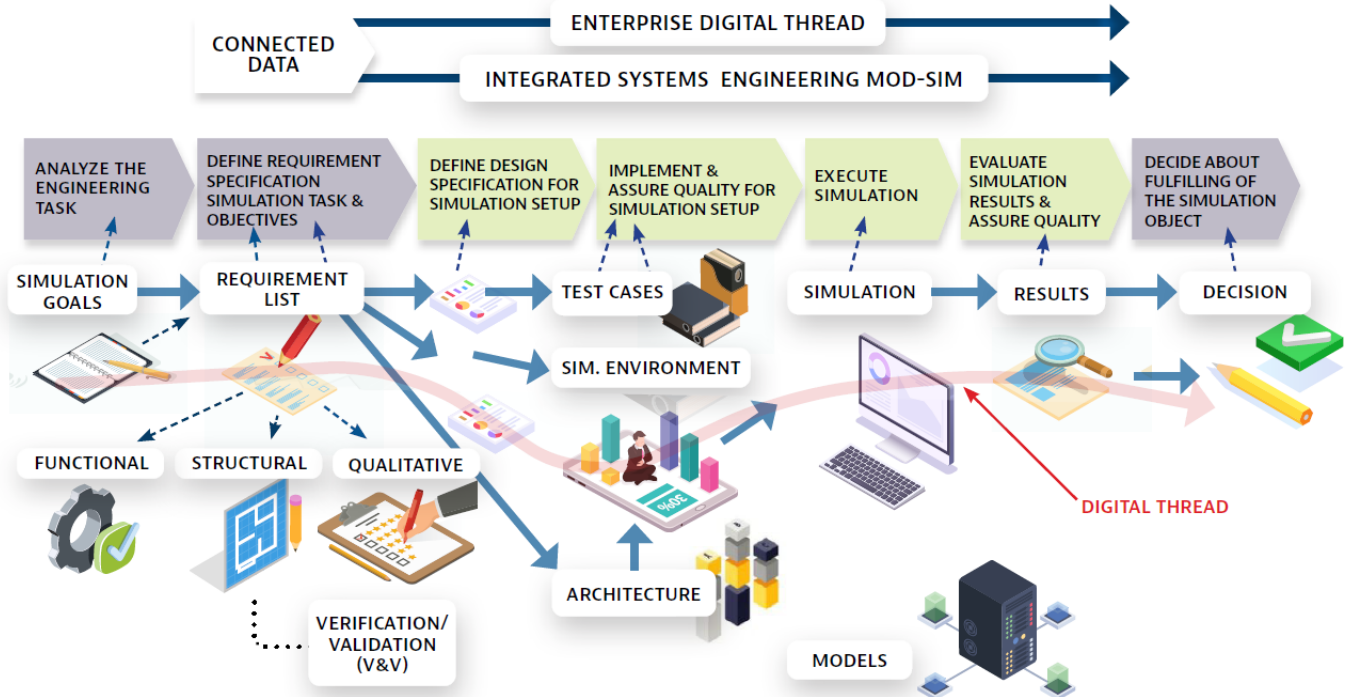 ENTERPRISE DIGITAL THREAD
CONNECTED
DATA
INTEGRATED SYSTEMS ENGINEERING MOD-SIM
ANALYZE THE
ENGINEERING
TASK
DEFINE REQUIREMENT
SPECIFICATION
SIMULATION TASK &
OBJECTIVES
DEFINE DESIGN
SPECIFICATION FOR
SIMULATION SETUP
IMPLEMENT &
ASSURE QUALITY FOR
SIMULATION SETUP
EXECUTE
SIMULATION
EVALUATE
SIMULATION
RESULTS &
ASSURE QUALITY
DECIDE ABOUT
FULFILLING OF
THE SIMULATION
OBJECT
SIMULATION
GOALS
REQUIREMENT
LIST
TEST CASES
SIMULATION
RESULTS
DECISION
SIM. ENVIRONMENT
FUNCTIONAL
STRUCTURAL
QUALITATIVE
30%
DIGITAL THREAD
ARCHITECTURE
VERIFICATION/
VALIDATION
(V&V)
MODELS